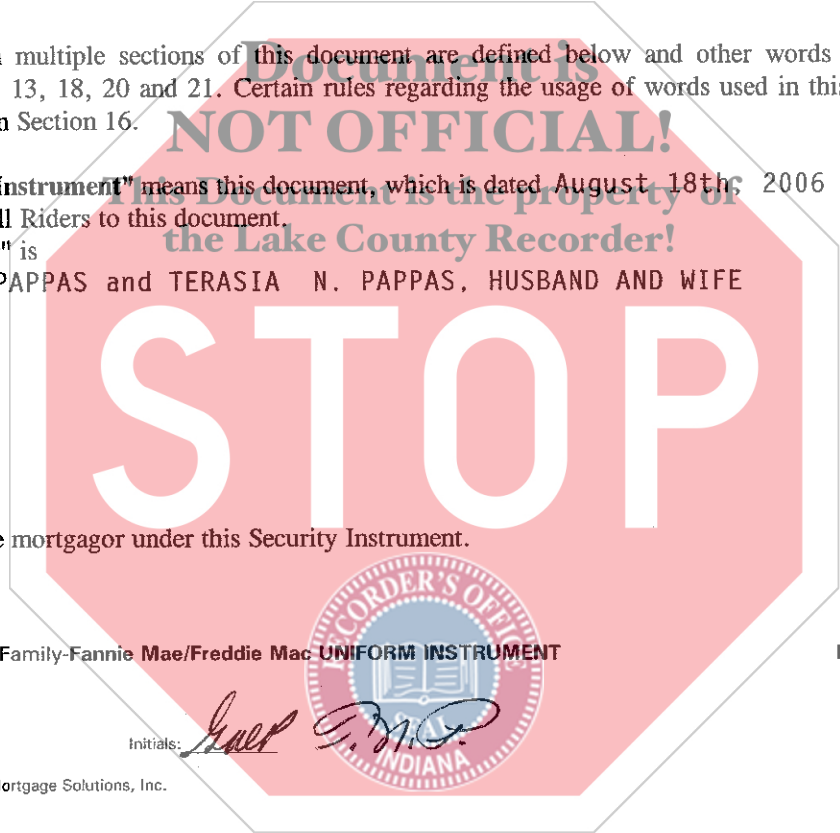 multiple sections of this document are defined below and other words
13, 18, 20 and 21. Certain rules regarding the usage of words used in this
Section 16.
Document is
NOT OFFICIAL!
This Document is the property of
the Lake County Recorder!
Instrument" means this document, which is dated August 18th, 2006
ll Riders to this document.
" is
PAPPAS and TERASIA N. PAPPAS, HUSBAND AND WIFE
STOP
e mortgagor under this Security Instrument.
Family-Fannie Mae/Freddie Mac UNIFORM INSTRUMENT
RECORDER'S OFFICE
SEAL
INDIANA
Initials:
ortgage Solutions, Inc.